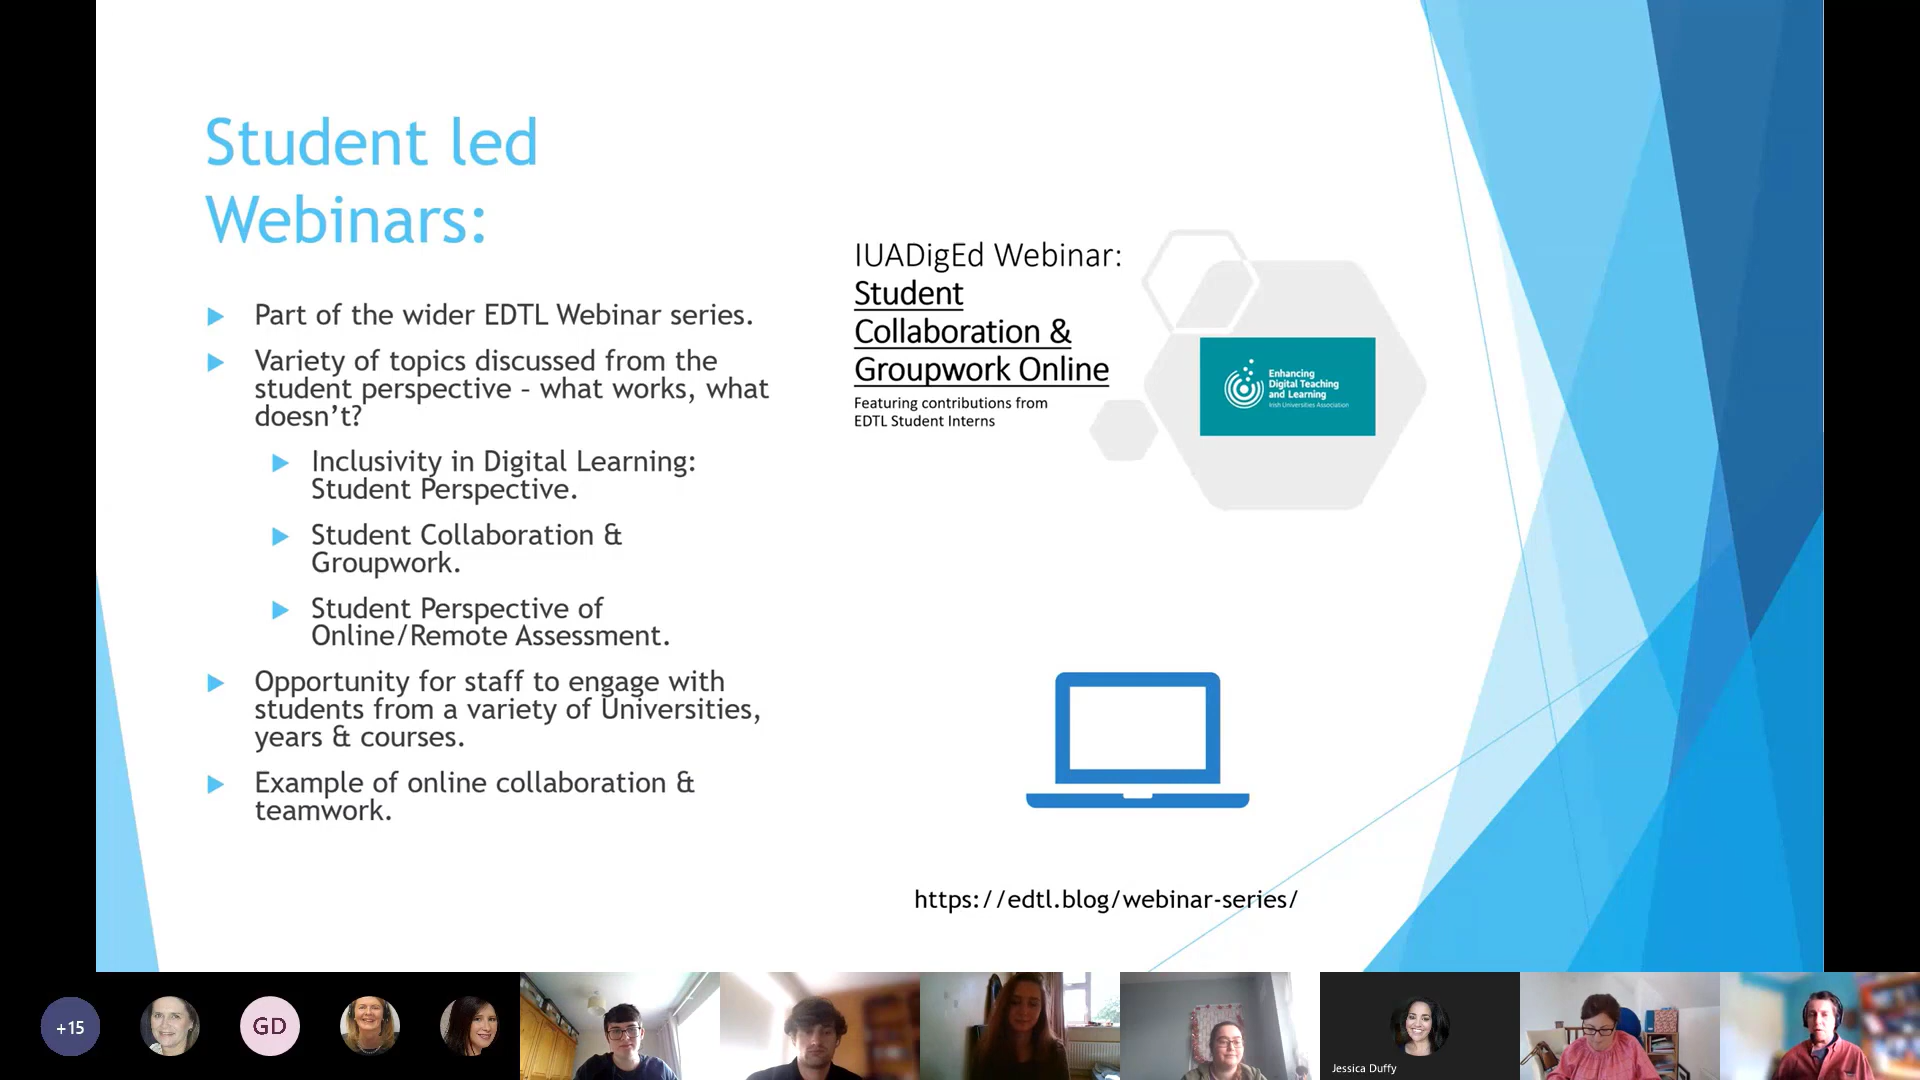 Student led
Webinars:
Part of the wider EDTL Webinar series.
Variety of topics discussed from the
student perspective – what works, what
doesn’t?
Inclusivity in Digital Learning:
Student Perspective.
Student Collaboration &
Groupwork.
Student Perspective of
Online/Remote Assessment.
Opportunity for staff to engage with
students from a variety of Universities,
years & courses.
Example of online collaboration &
teamwork.
IUADigEd Webinar:
Student
Collaboration &
Groupwork Online
Featuring contributions from
EDTL Student Interns
Enhancing
Digital Teaching
and Learning
Irish Universities Association
https://edtl.blog/webinar-series/
+15
GD
Jessica Duffy